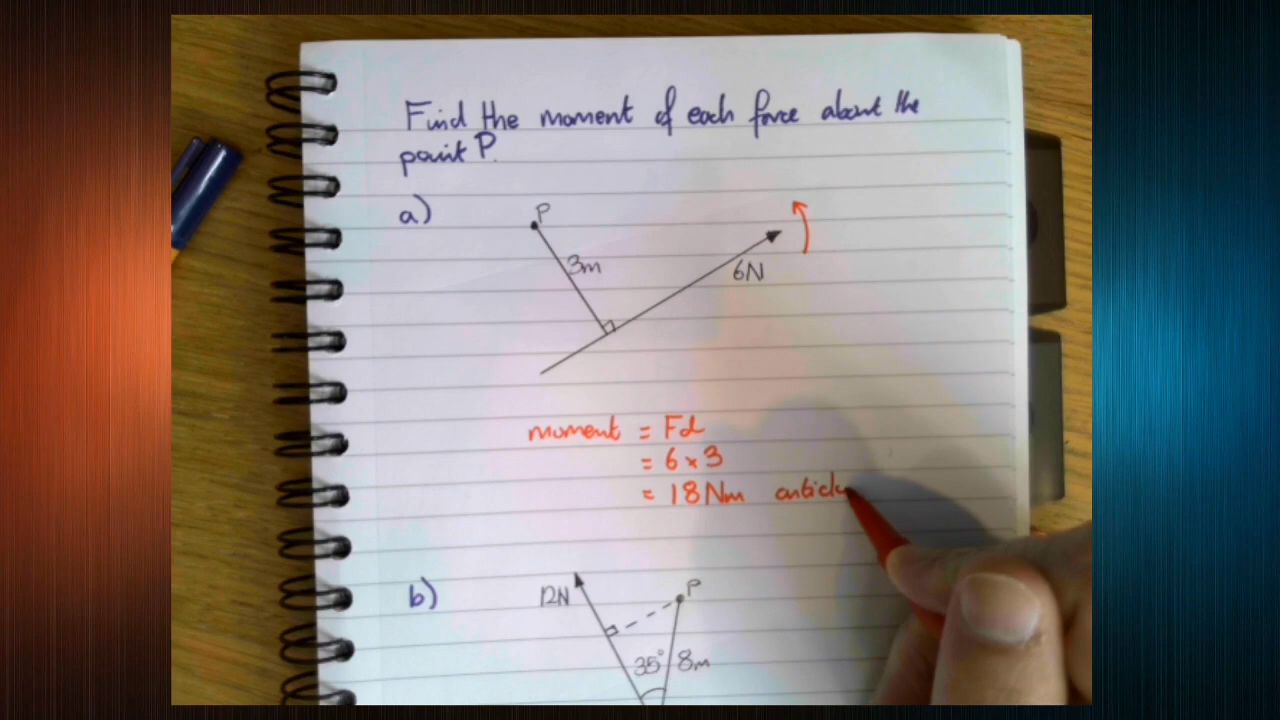 Find the moment of each force about the
point P.
a)
P
3m
6N
moment = Fd
= 6 × 3
= 18Nm anticlo
b)
12N
P
35° 8m